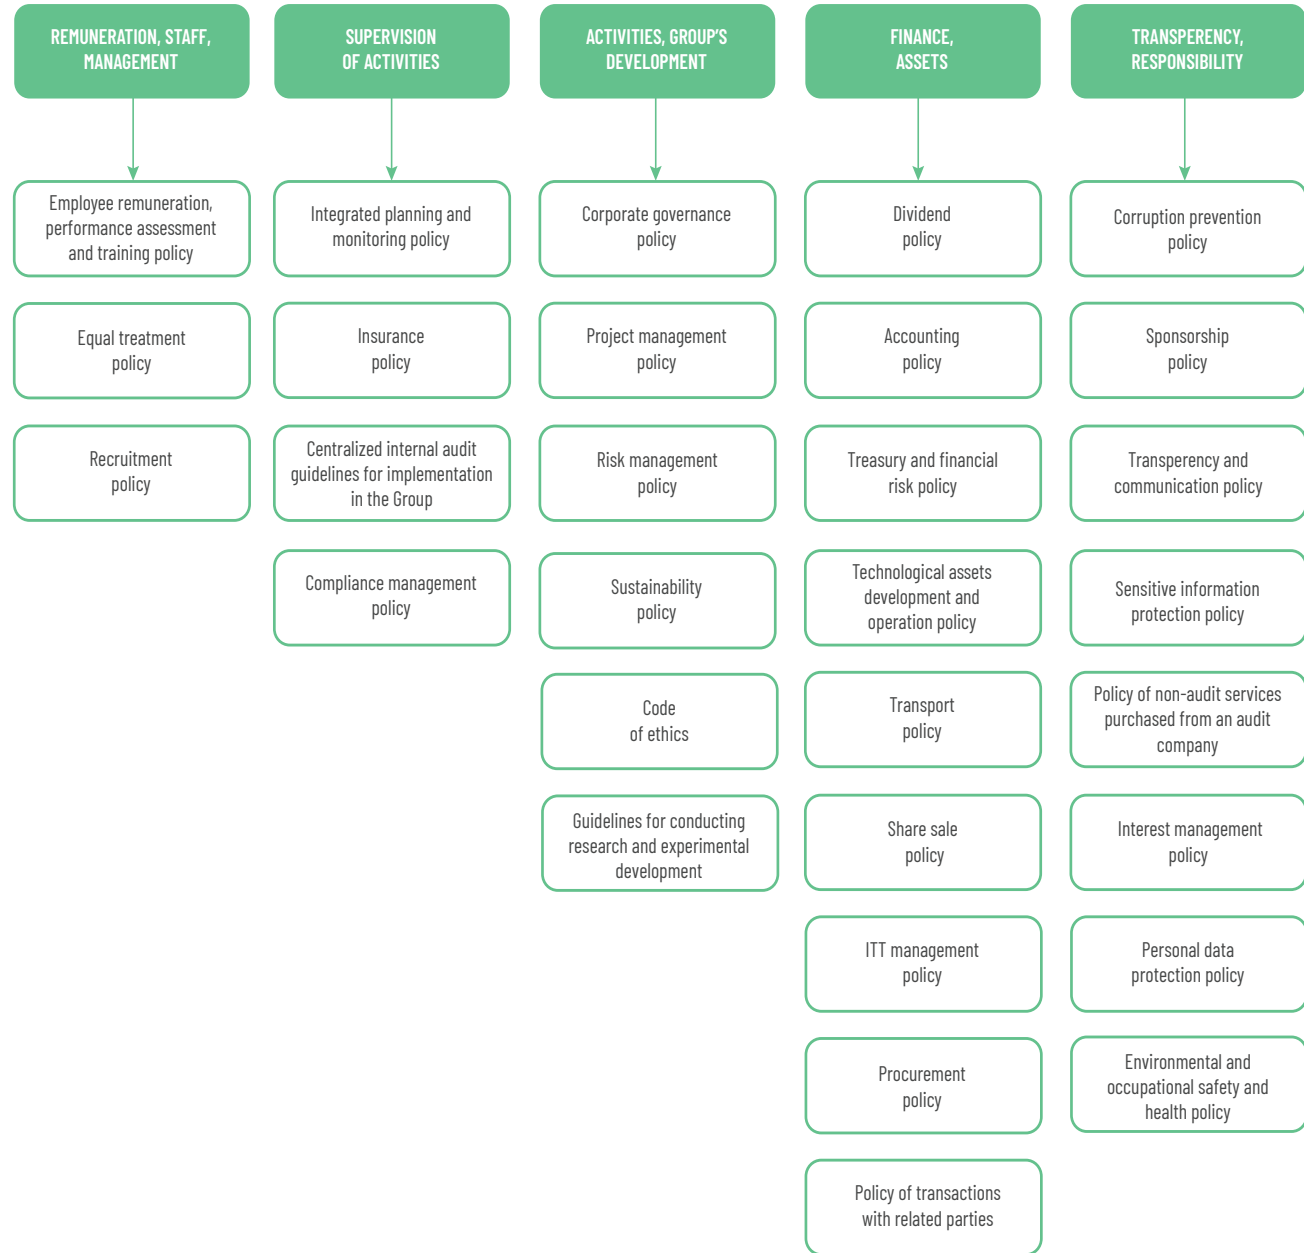 REMUNERATION, STAFF,
MANAGEMENT
Employee remuneration,
performance assessment
and training policy
Equal treatment
policy
Recruitment
policy
SUPERVISION
OF ACTIVITIES
Integrated planning and
monitoring policy
Insurance
policy
Centralized internal audit
guidelines for implementation
in the Group
Compliance management
policy
ACTIVITIES, GROUP'S
DEVELOPMENT
Corporate governance
policy
Project management
policy
Risk management
policy
Sustainability
policy
Code
of ethics
Guidelines for conducting
research and experimental
development
FINANCE,
ASSETS
Dividend
policy
Accounting
policy
Treasury and financial
risk policy
Technological assets
development and
operation policy
Transport
policy
Share sale
policy
ITT management
policy
Procurement
policy
Policy of transactions
with related parties
TRANSPERENCY,
RESPONSIBILITY
Corruption prevention
policy
Sponsorship
policy
Transperency and
communication policy
Sensitive information
protection policy
Policy of non-audit services
purchased from an audit
company
Interest management
policy
Personal data
protection policy
Environmental and
occupational safety and
health policy